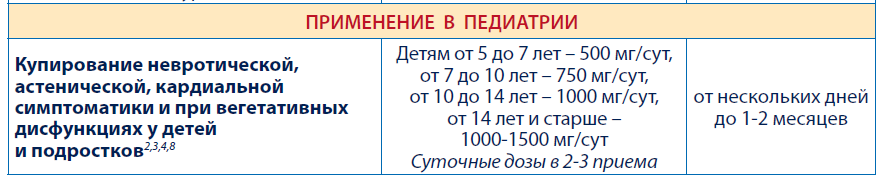 ПРИМЕНЕНИЕ В ПЕДИАТРИИ
Купирование невротической,
астенической, кардиальной
симптоматики и при вегетативных
дисфункциях у детей
и подростков2,3,4,8
Детям от 5 до 7 лет – 500 мг/сут,
от 7 до 10 лет – 750 мг/сут,
от 10 до 14 лет – 1000 мг/сут,
от 14 лет и старше –
1000-1500 мг/сут
Суточные дозы в 2-3 приема
от нескольких дней
до 1-2 месяцев